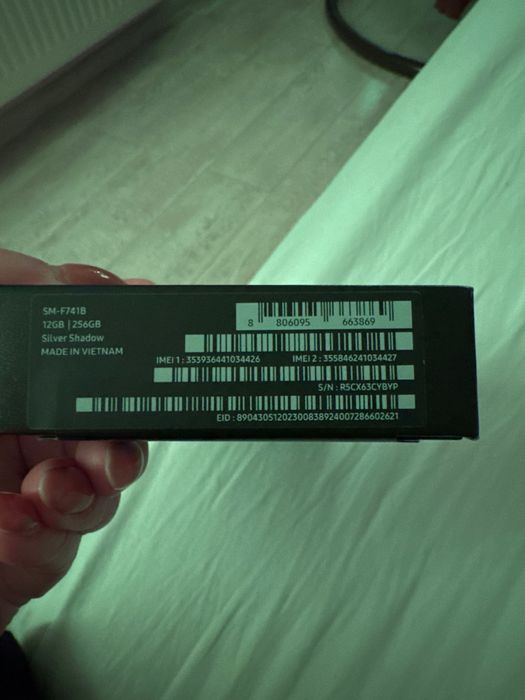 SM-F741B
12GB | 256GB
Silver Shadow
MADE IN VIETNAM
8 806095 663869
IMEI 1 : 353936441034426 IMEI 2 : 355846241034427
S/N : R5CX63CYBYP
EID : 89043051202300838924007286602621